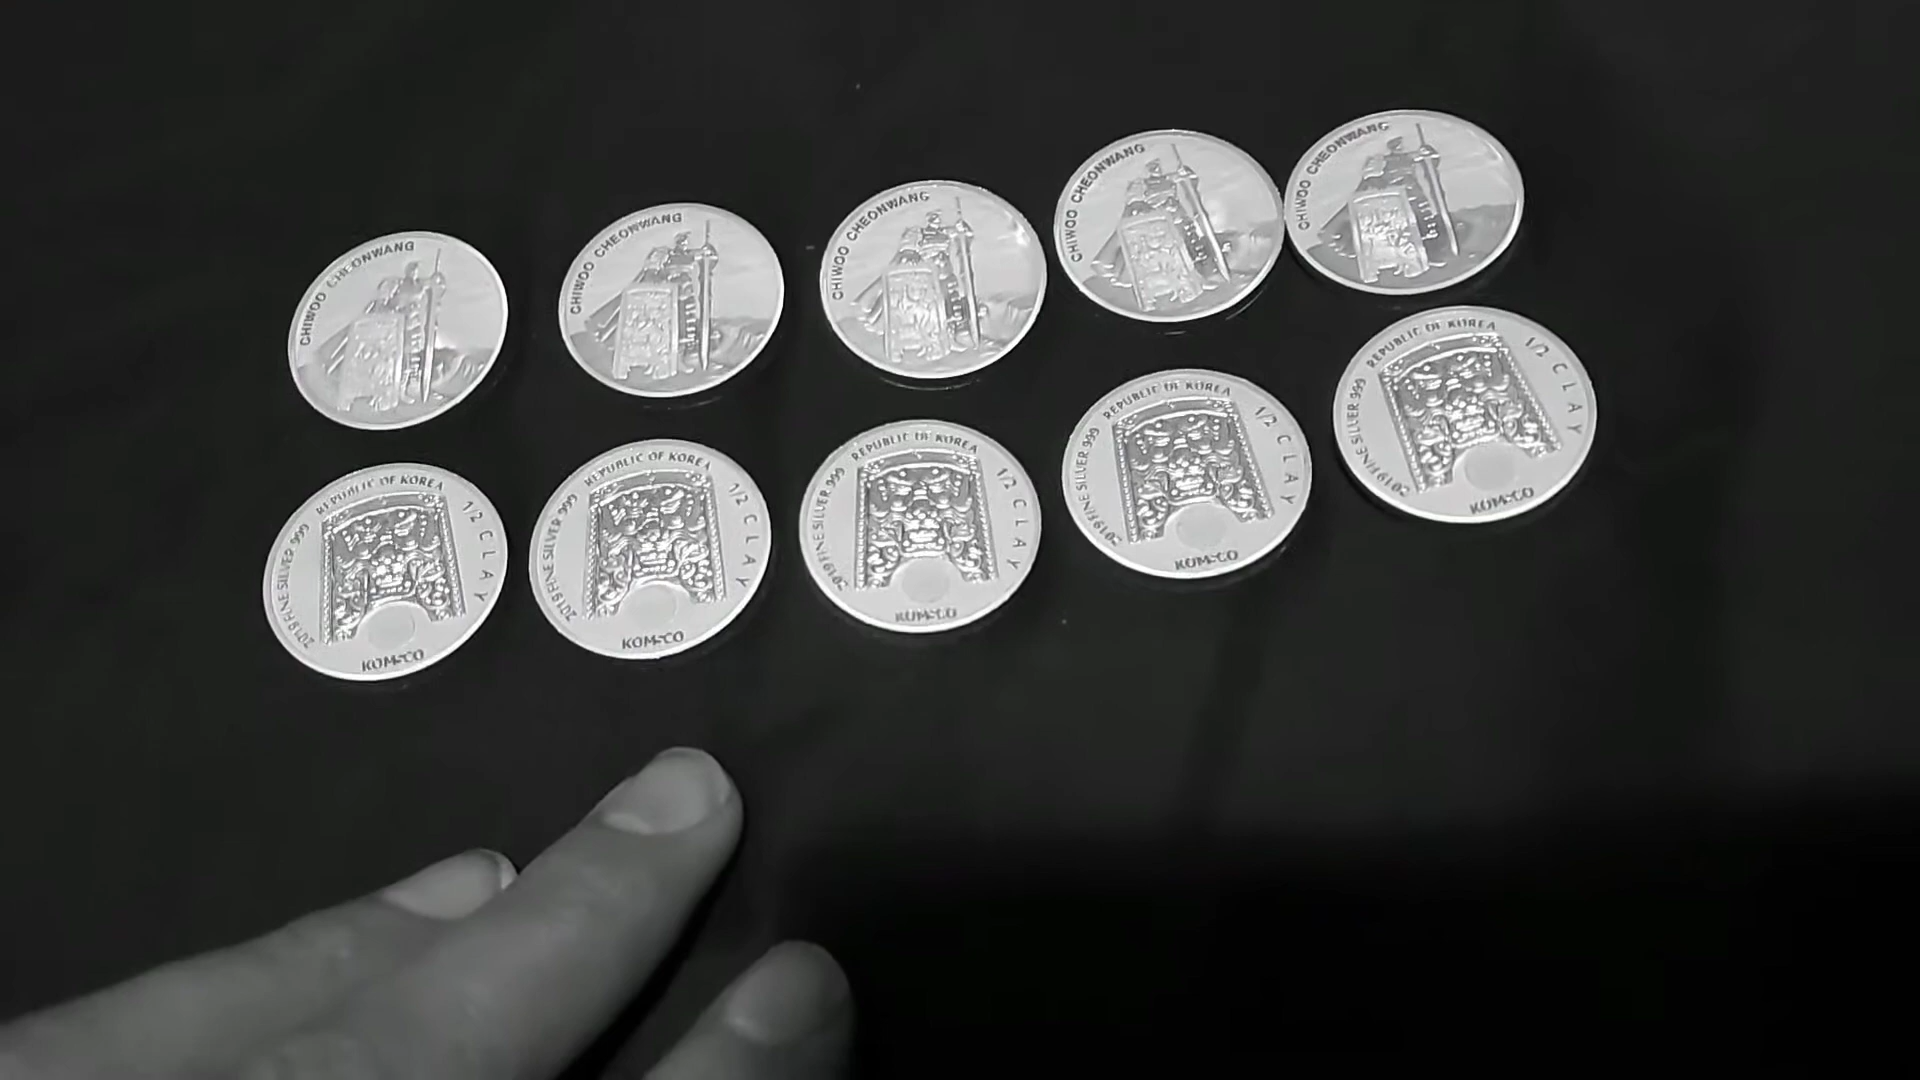 CHIWOO CHEONWANG
CHIWOO CHEONWANG
CHIWOO CHEONWANG
CHIWOO CHEONWANG
CHIWOO CHEONWANG
REPUBLIC OF KOREA
1/2 CLAY
2019 FINE SILVER 999
KOMSCO
REPUBLIC OF KOREA
1/2 CLAY
2019 FINE SILVER 999
KOMSCO
REPUBLIC OF KOREA
1/2 CLAY
2019 FINE SILVER 999
KOMSCO
REPUBLIC OF KOREA
1/2 CLAY
2019 FINE SILVER 999
KOMSCO
REPUBLIC OF KOREA
1/2 CLAY
2019 FINE SILVER 999
KOMSCO